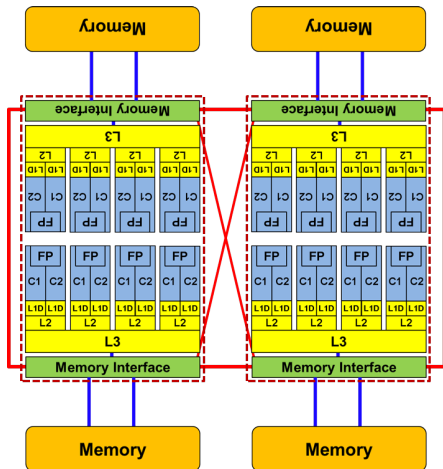 Memory Memory
Memory Interface Memory Interface
L3 L3
L2 L2 L2 L2 L2 L2 L2 L2
L1D L1D L1D L1D L1D L1D L1D L1D L1D L1D L1D L1D L1D L1D L1D L1D
C2 C1 C2 C1 C2 C1 C2 C1 C2 C1 C2 C1 C2 C1 C2 C1
FP FP FP FP FP FP FP FP
FP FP FP FP FP FP FP FP
C1 C2 C1 C2 C1 C2 C1 C2 C1 C2 C1 C2 C1 C2 C1 C2
L1D L1D L1D L1D L1D L1D L1D L1D L1D L1D L1D L1D L1D L1D L1D L1D
L2 L2 L2 L2 L2 L2 L2 L2
L3 L3
Memory Interface Memory Interface
Memory Memory